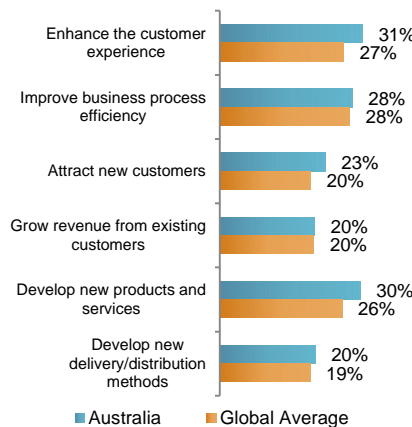 Enhance the customer
experience
31%
27%
Improve business process
efficiency
28%
28%
Attract new customers
23%
20%
Grow revenue from existing
customers
20%
20%
Develop new products and
services
30%
26%
Develop new
delivery/distribution
methods
20%
19%
Australia
Global Average